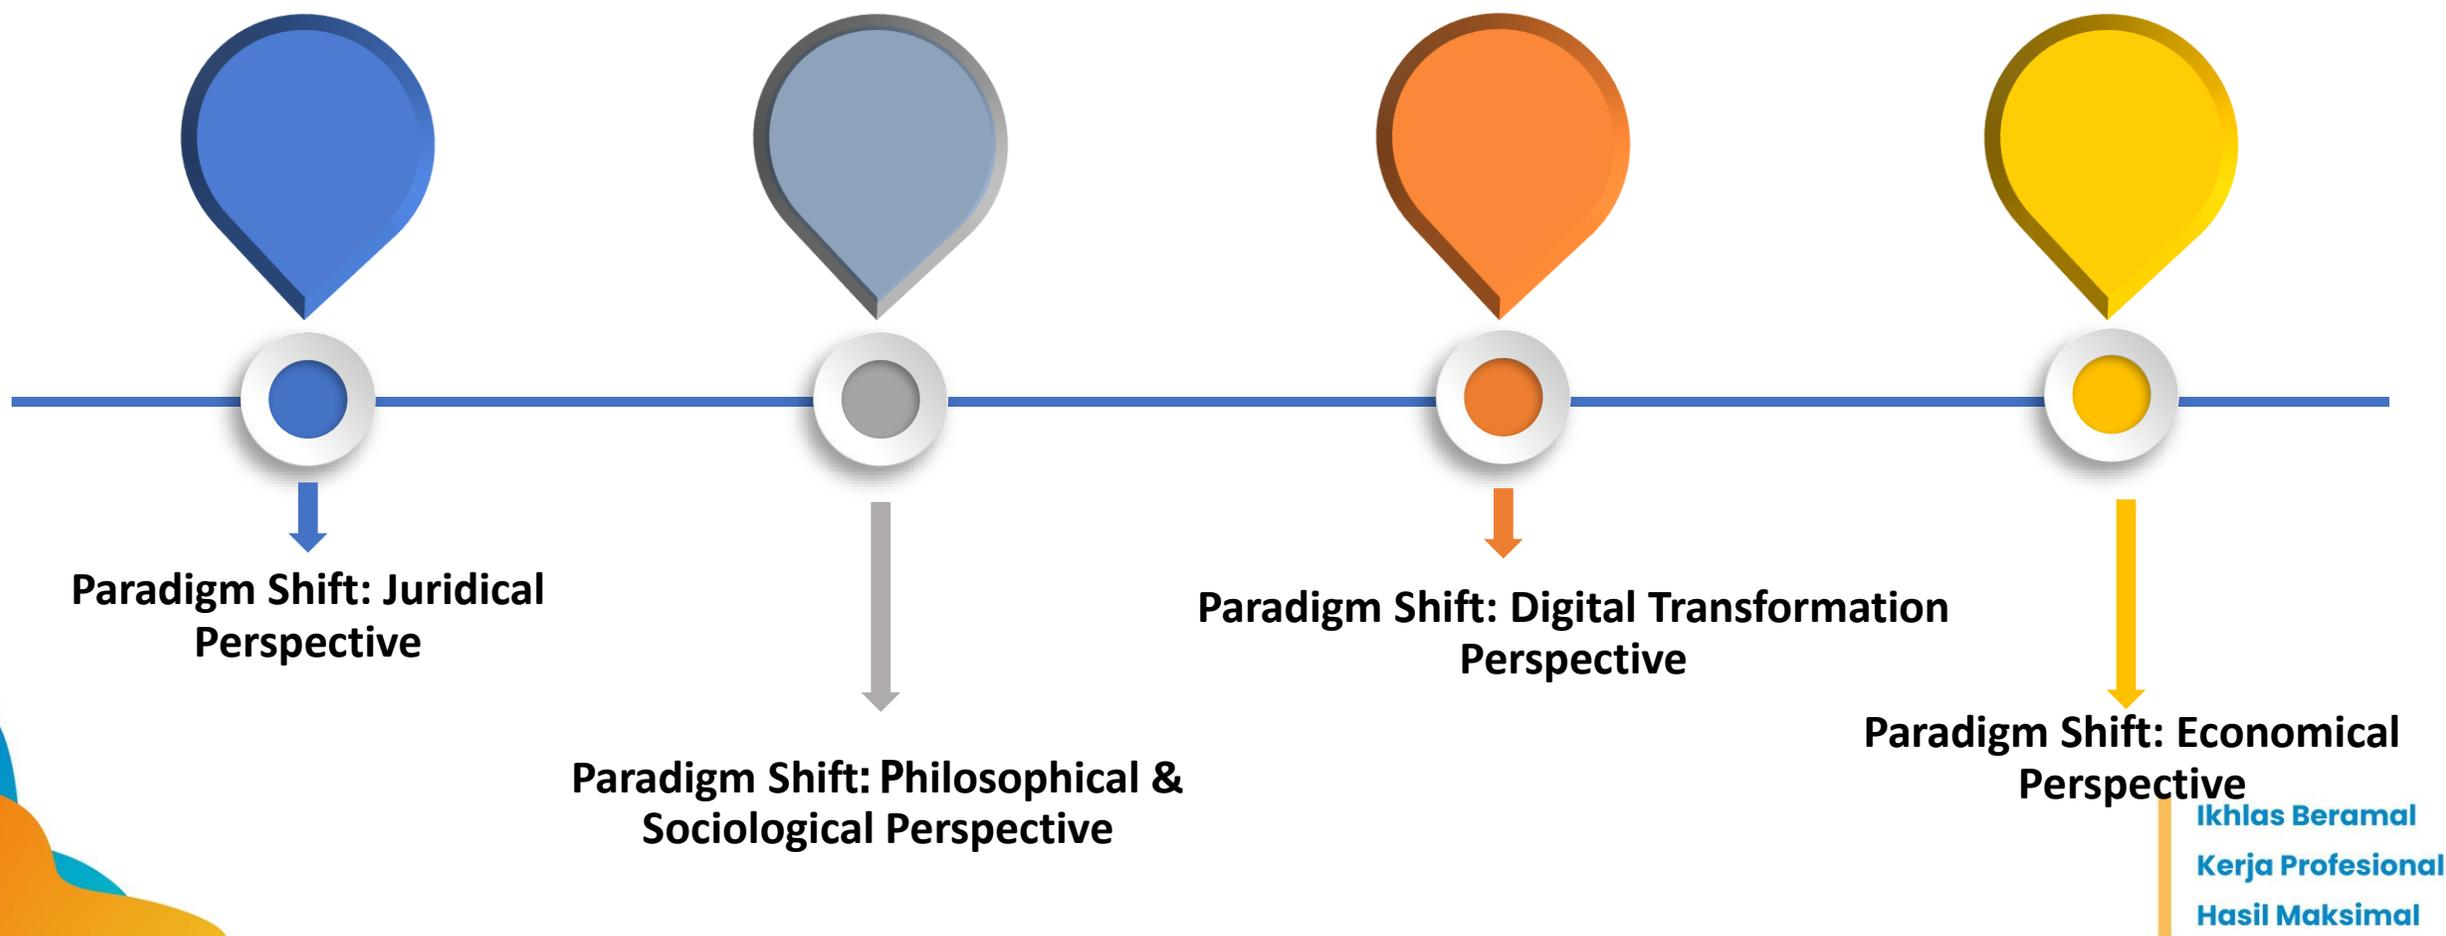 Paradigm Shift: Juridical
Perspective
Paradigm Shift: Philosophical &
Sociological Perspective
Paradigm Shift: Digital Transformation
Perspective
Paradigm Shift: Economical
Perspective
Ikhlas Beramal
Kerja Profesional
Hasil Maksimal